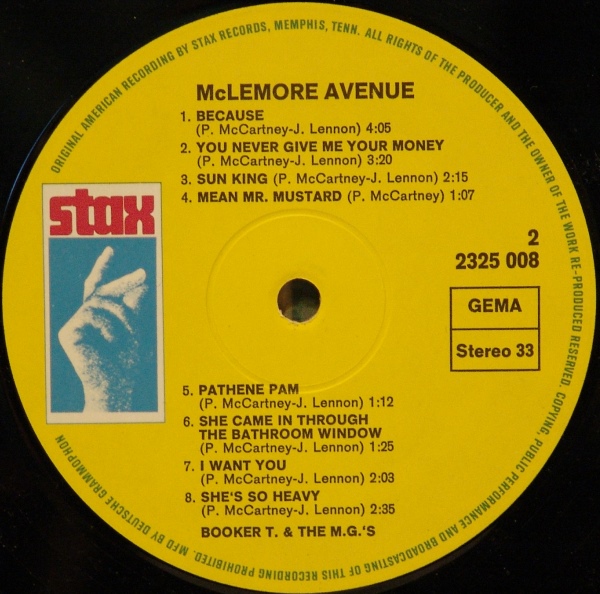 ORIGINAL AMERICAN RECORDING BY STAX RECORDS, MEMPHIS, TENN. ALL RIGHTS OF THE PRODUCER AND THE OWNER OF THE WORK RE-PRODUCED RESERVED. COPYING, PUBLIC PERFORMANCE AND BROADCASTING OF THIS RECORDING PROHIBITED. MFD BY DEUTSCHE GRAMMOPHON
McLEMORE AVENUE
1. BECAUSE
(P. McCartney-J. Lennon) 4:05
2. YOU NEVER GIVE ME YOUR MONEY
(P. McCartney-J. Lennon) 3:20
3. SUN KING (P. McCartney-J. Lennon) 2:15
4. MEAN MR. MUSTARD (P. McCartney) 1:07
stax
2
2325 008
GEMA
Stereo 33
5. PATHENE PAM
(P. McCartney-J. Lennon) 1:12
6. SHE CAME IN THROUGH
THE BATHROOM WINDOW
(P. McCartney-J. Lennon) 1:25
7. I WANT YOU
(P. McCartney-J. Lennon) 2:03
8. SHE'S SO HEAVY
(P. McCartney-J. Lennon) 2:35
BOOKER T. & THE M.G.'S